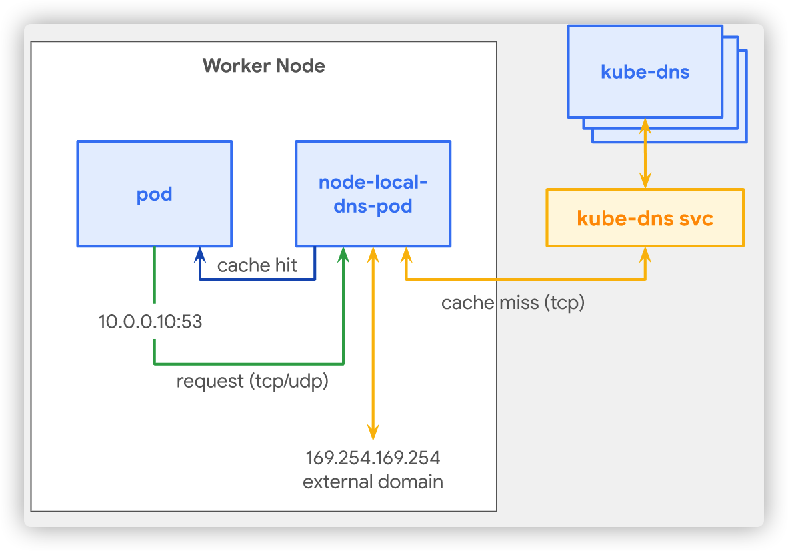 Worker Node
kube-dns
pod
node-local-
dns-pod
kube-dns svc
cache hit
cache miss (tcp)
10.0.0.10:53
request (tcp/udp)
169.254.169.254
external domain